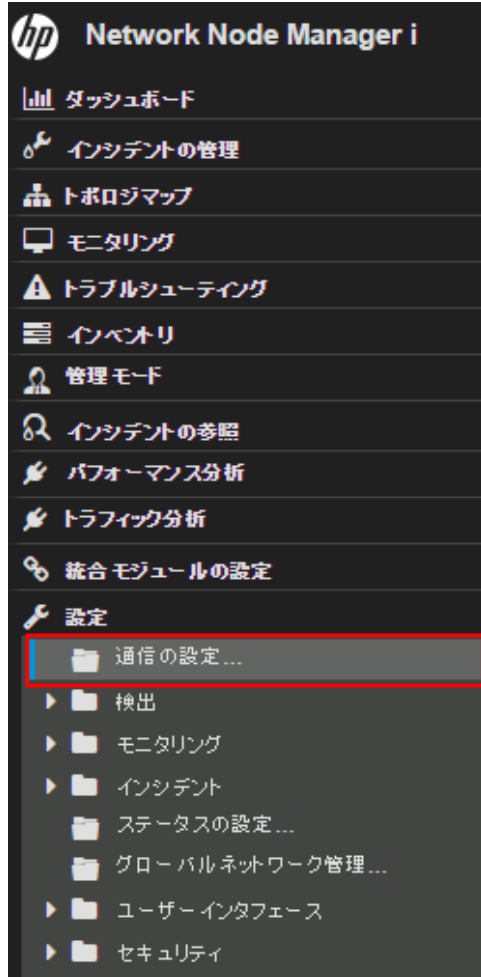 hp Network Node Manager i
ダッシュボード
インシデントの管理
トポロジマップ
モニタリング
トラブルシューティング
インベントリ
管理モード
インシデントの参照
パフォーマンス分析
トラフィック分析
統合モジュールの設定
設定
通信の設定...
検出
モニタリング
インシデント
ステータスの設定...
グローバルネットワーク管理...
ユーザーインタフェース
セキュリティ